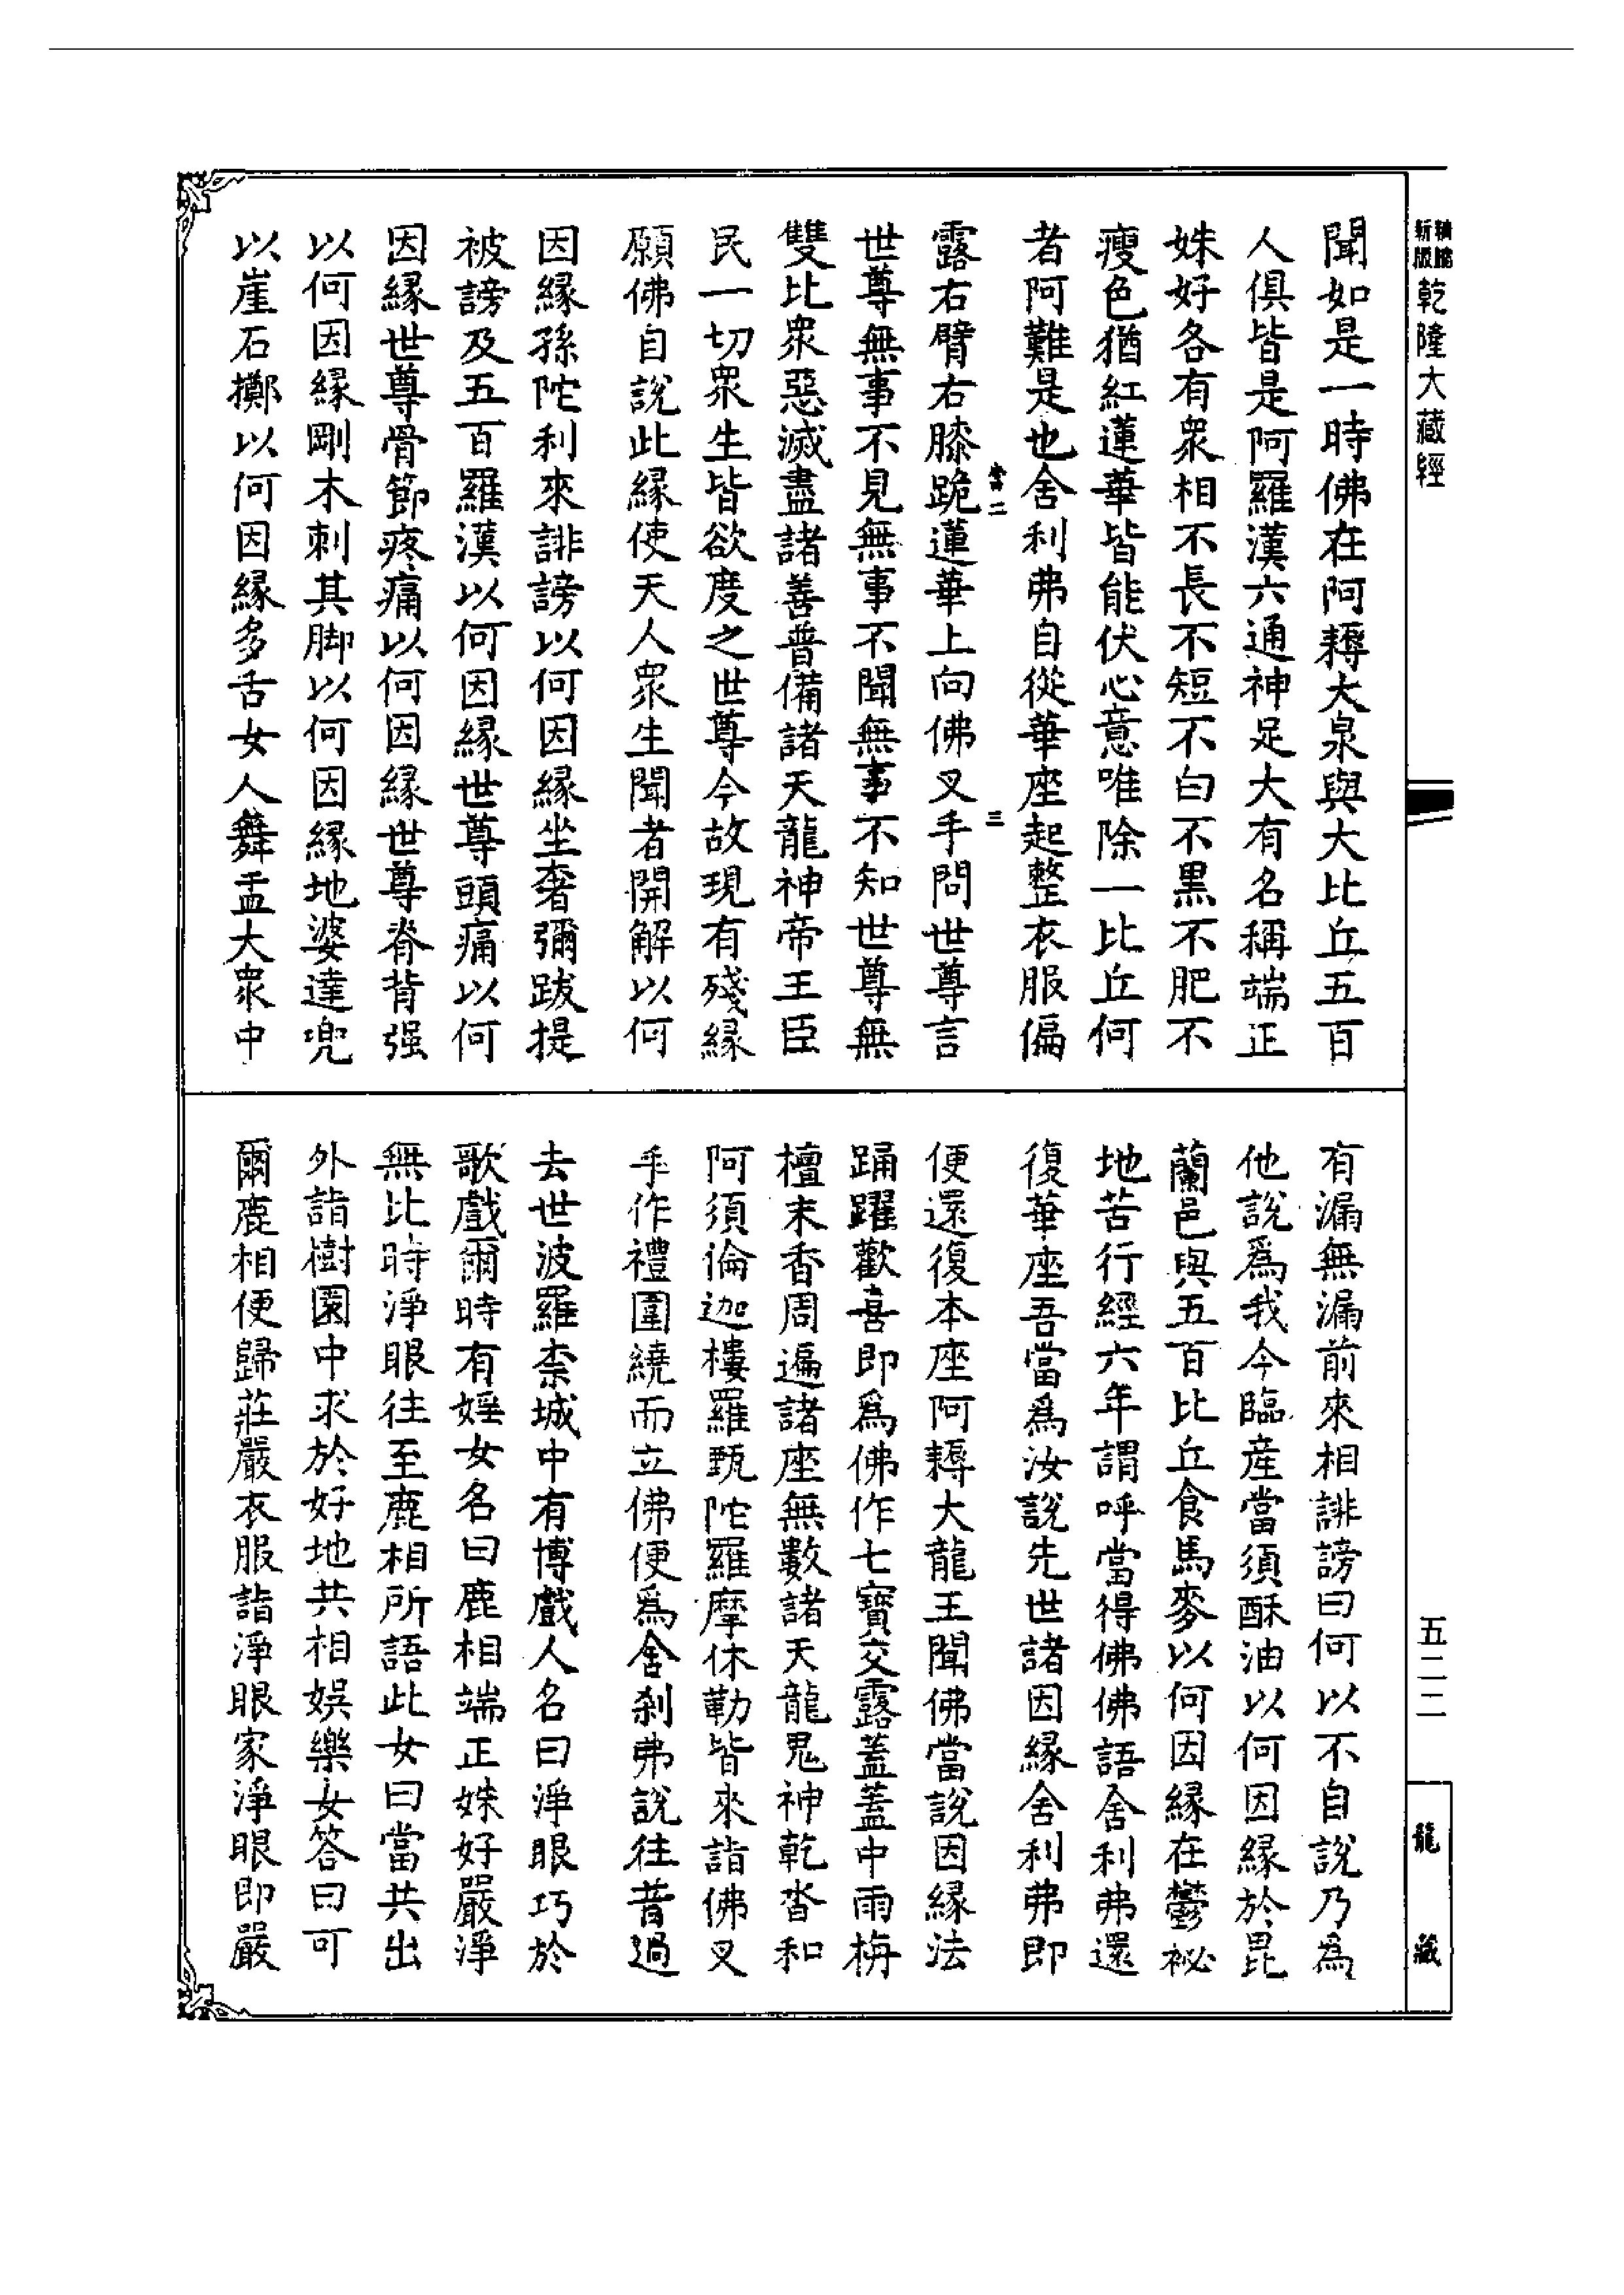 新版乾隆大藏經
聞如是一時佛在阿耨大泉與大比丘五百
人俱皆是阿羅漢六通神足大有名稱端正
姝好各有眾相不長不短不白不黑不肥不
瘦色猶紅蓮華皆能伏心意唯除一比丘何
者阿難是也舍利弗自從華座起整衣服偏
露右臂右膝跪蓮華上向佛叉手問世尊言
二
三
世尊無事不見無事不聞無事不知世尊無
雙比眾惡滅盡諸善普備諸天龍神帝王臣
民一切眾生皆欲度之世尊今故現有殘緣
願佛自說此緣使天人眾生聞者開解以何
因緣孫陀利來誹謗以何因緣坐奢彌跋提
被謗及五百羅漢以何因緣世尊頭痛以何
因緣世尊骨節疼痛以何因緣世尊脊背强
以何因緣剛木刺其脚以何因緣地婆達兜
以崖石擲以何因緣多舌女人舞盂大眾中
有漏無漏前來相誹謗曰何以不自說乃爲
他說爲我今臨産當須酥油以何因緣於毘
蘭邑與五百比丘食馬麥以何因緣在鬱祕
地苦行經六年謂呼當得佛佛語舍利弗還
復華座吾當爲汝說先世諸因緣舍利弗即
便還復本座阿耨大龍王聞佛當說因緣法
踊躍歡喜即爲佛作七寶交露蓋蓋中雨栴
檀末香周遍諸座無數諸天龍鬼神乾沓和
阿須倫迦樓羅甄陀羅摩休勒皆來詣佛叉
手作禮圍繞而立佛便爲舍利弗說往昔過
去世波羅柰城中有博戲人名曰淨眼巧於
歌戲爾時有婬女名曰鹿相端正姝好嚴淨
無比時淨眼往至鹿相所語此女曰當共出
外詣樹園中求於好地共相娛樂女答曰可
爾鹿相便歸莊嚴衣服詣淨眼家淨眼即嚴
五二二
龍藏